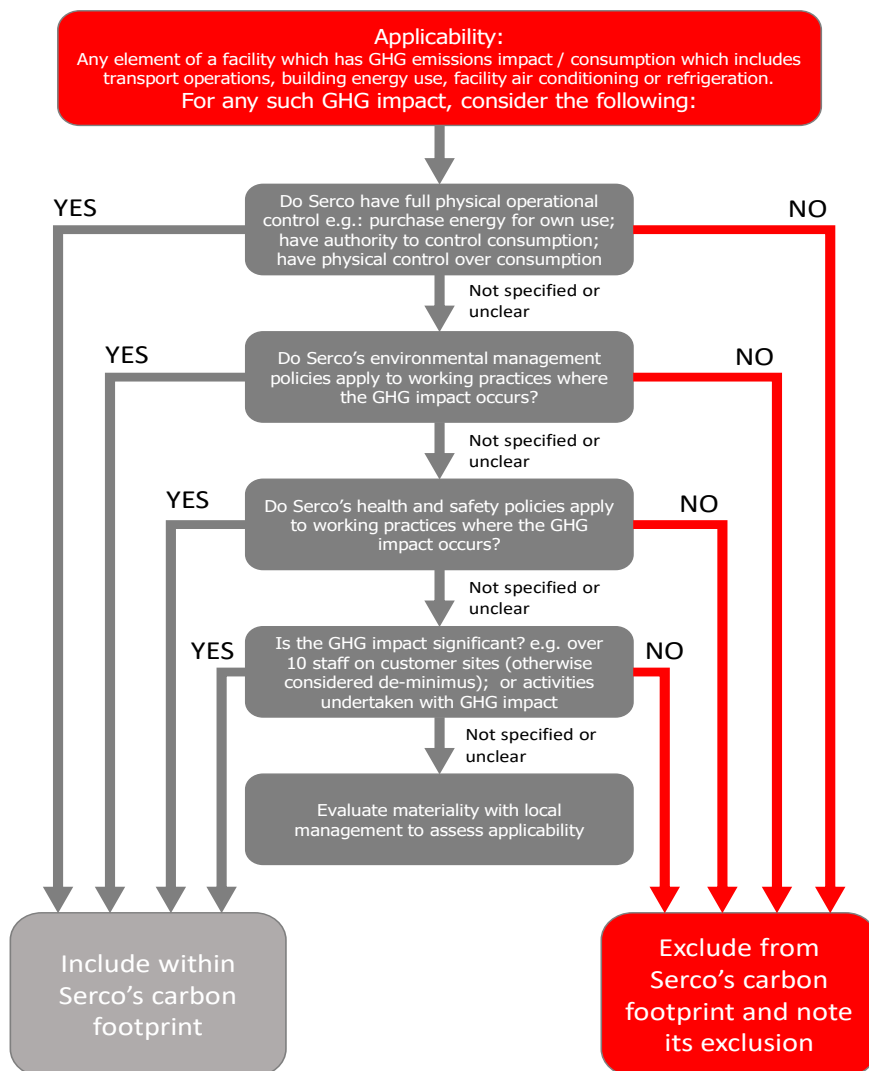 Applicability:
Any element of a facility which has GHG emissions impact / consumption which includes
transport operations, building energy use, facility air conditioning or refrigeration.
For any such GHG impact, consider the following:
YES
Do Serco have full physical operational
control e.g.: purchase energy for own use;
have authority to control consumption;
have physical control over consumption
NO
Not specified or
unclear
YES
Do Serco’s environmental management
policies apply to working practices where
the GHG impact occurs?
NO
Not specified or
unclear
YES
Do Serco’s health and safety policies apply
to working practices where the GHG
impact occurs?
NO
Not specified or
unclear
YES
Is the GHG impact significant? e.g. over
10 staff on customer sites (otherwise
considered de-minimus);  or activities
undertaken with GHG impact
NO
Not specified or
unclear
Evaluate materiality with local
management to assess applicability
Include within
Serco’s carbon
footprint
Exclude from
Serco’s carbon
footprint and note
its exclusion